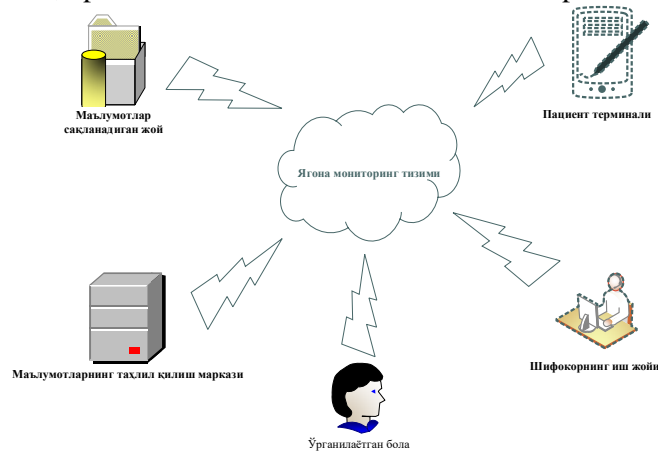 Маълумотлар
сақланадиган жой
Пациент терминали
Ягона мониторинг тизими
Маълумотларнинг таҳлил қилиш маркази
Шифокорнинг иш жойи
Ўрганилаётган бола